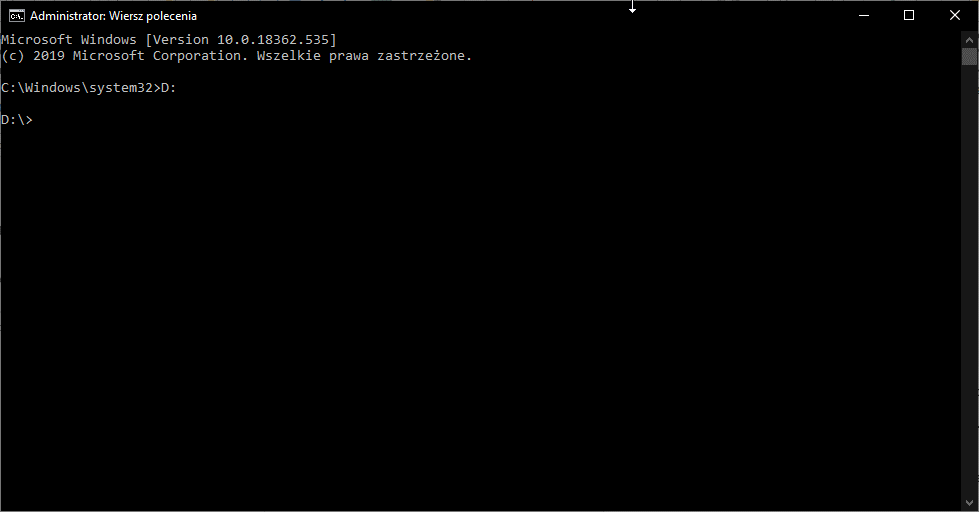 Administrator: Wiersz polecenia
Microsoft Windows [Version 10.0.18362.535]
(c) 2019 Microsoft Corporation. Wszelkie prawa zastrzeżone.
C:\Windows\system32>D:
D:\>